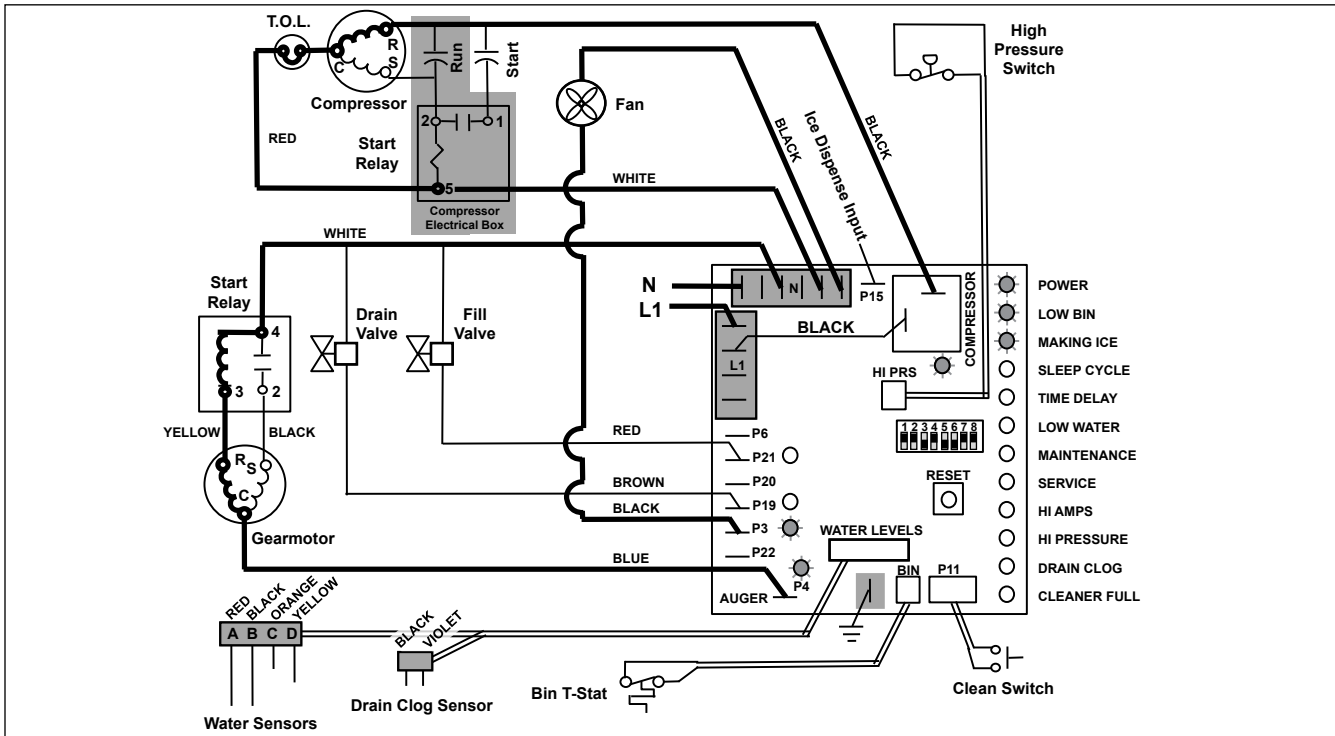 T.O.L.
R
C
S
Compressor
Run
Start
2
1
5
Start
Relay
Compressor
Electrical Box
RED
WHITE
Fan
BLACK
Ice Dispense Input
BLACK
High
Pressure
Switch
WHITE
Start
Relay
4
3
2
YELLOW
BLACK
R
S
C
Gearmotor
Drain
Valve
Fill
Valve
N
L1
N
P15
BLACK
L1
COMPRESSOR
HI PRS
1 2 3 4 5 6 7 8
RESET
RED
BROWN
BLACK
BLUE
P6
P21
P20
P19
P3
P22
P4
AUGER
WATER LEVELS
BIN
P11
POWER
LOW BIN
MAKING ICE
SLEEP CYCLE
TIME DELAY
LOW WATER
MAINTENANCE
SERVICE
HI AMPS
HI PRESSURE
DRAIN CLOG
CLEANER FULL
RED
BLACK
ORANGE
YELLOW
A B C D
Water Sensors
BLACK
VIOLET
Drain Clog Sensor
Bin T-Stat
Clean Switch